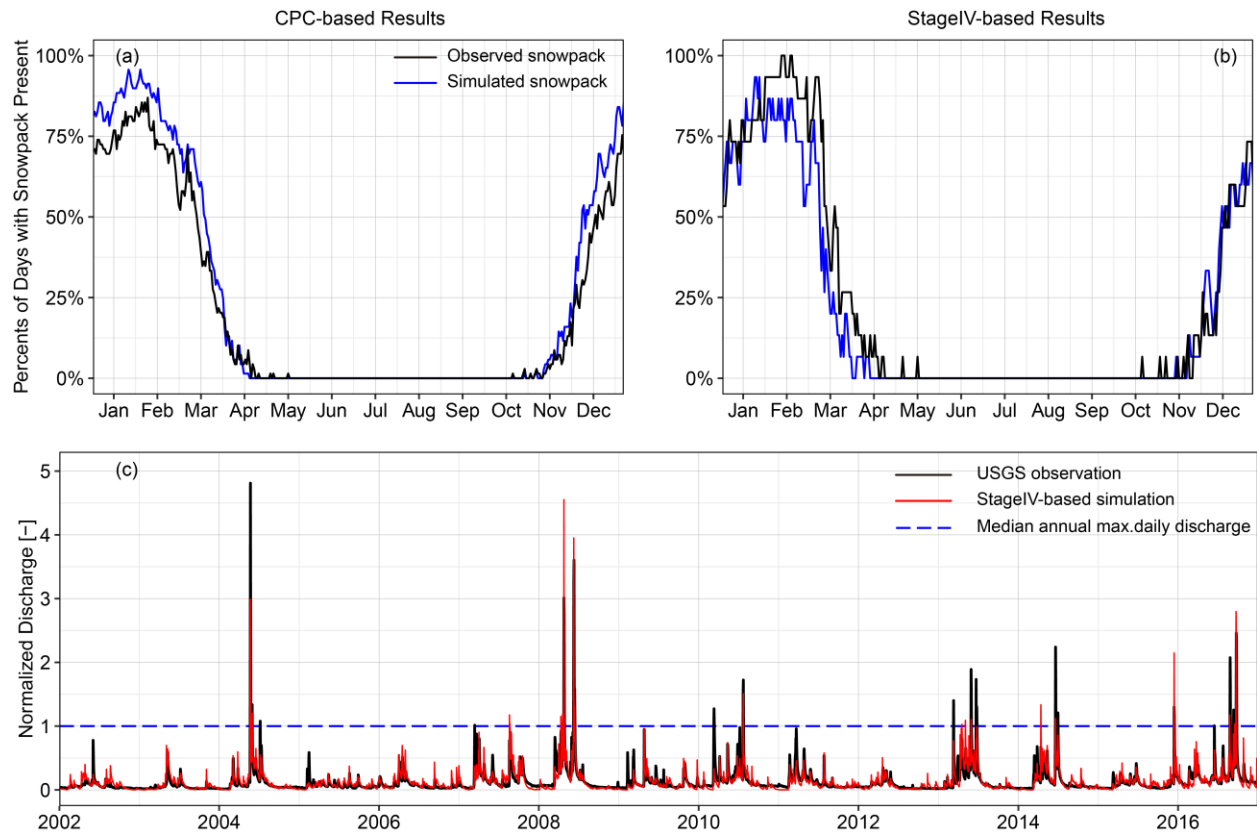 CPC-based Results
StageIV-based Results
Percents of Days with Snowpack Present
100%
75%
50%
25%
0%
(a)
Observed snowpack
Simulated snowpack
Jan Feb Mar Apr May Jun Jul Aug Sep Oct Nov Dec
100%
75%
50%
25%
0%
(b)
Jan Feb Mar Apr May Jun Jul Aug Sep Oct Nov Dec
Normalized Discharge [−]
5
4
3
2
1
0
(c)
USGS observation
StageIV-based simulation
Median annual max.daily discharge
2002 2004 2006 2008 2010 2012 2014 2016